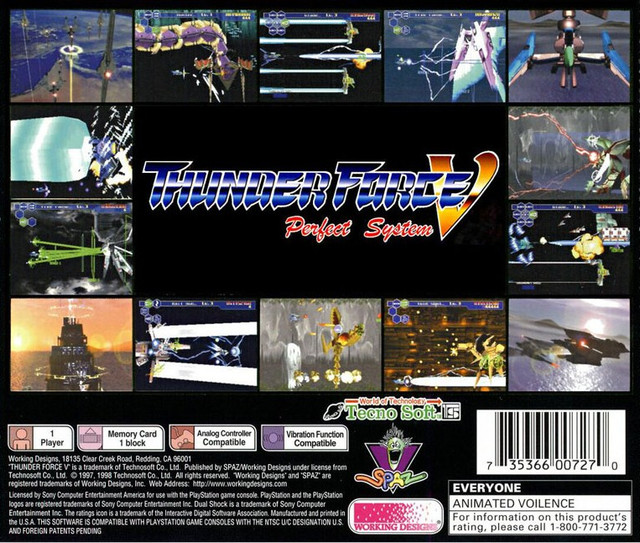 THUNDER FORCE V
Perfect System
World of Technology
Tecno Soft.
1
Player
Memory Card
1 block
Analog Controller
Compatible
Vibration Function
Compatible
Working Designs, 18135 Clear Creek Road, Redding, CA 96001
"THUNDER FORCE V" is a trademark of Technosoft Co., Ltd. Published by SPAZ/Working Designs under license from
Technosoft Co., Ltd. © 1997, 1998 Technosoft Co., Ltd. All rights reserved. "Working Designs" and "SPAZ" are
registered trademarks of Working Designs, Inc. Web Address: http://www.workingdesigns.com
Licensed by Sony Computer Entertainment America for use with the PlayStation game console. PlayStation and the PlayStation
logos are registered trademarks of Sony Computer Entertainment Inc. Dual Shock is a trademark of Sony Computer
Entertainment Inc. The ratings icon is a trademark of the Interactive Digital Software Association. Manufactured and printed in
the U.S.A. THIS SOFTWARE IS COMPATIBLE WITH PLAYSTATION GAME CONSOLES WITH THE NTSC U/C DESIGNATION U.S.
AND FOREIGN PATENTS PENDING
SPAZ
WORKING DESIGNS
7 35366 00727 0
EVERYONE
ANIMATED VOILENCE
For information on this product's
rating, please call 1-800-771-3772